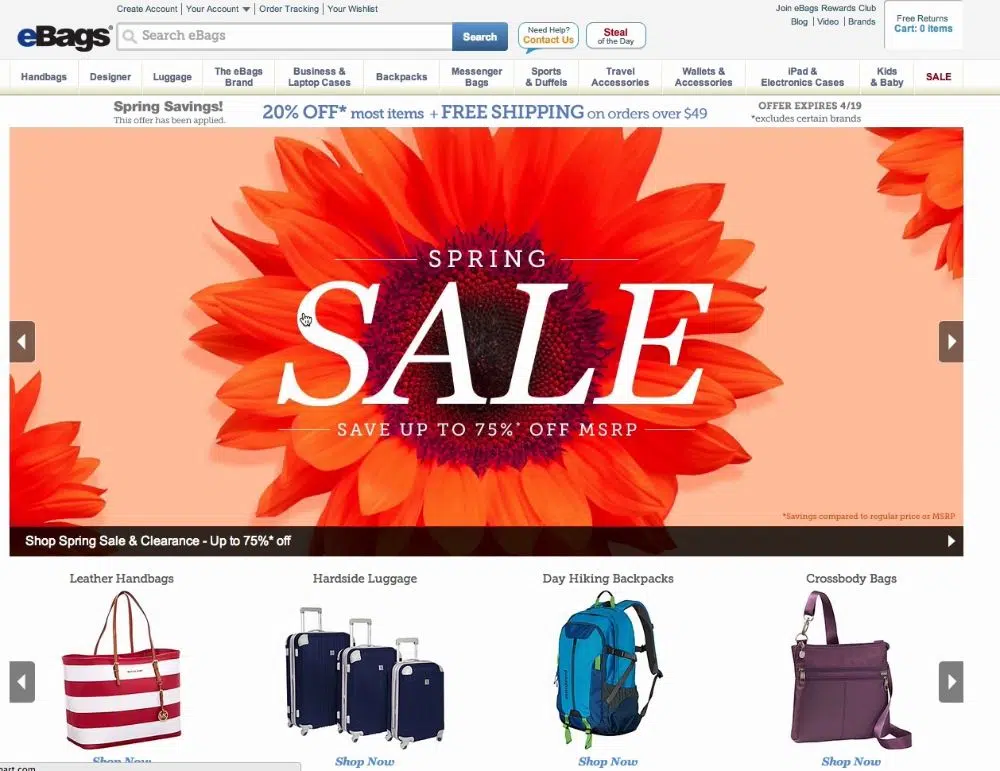 Create Account | Your Account | Order Tracking | Your Wishlist
Join eBags Rewards Club
Blog | Video | Brands
Free Returns
Cart: 0 items
eBags
Search eBags
Search
Need Help?
Contact Us
Steal
of the Day
Handbags
Designer
Luggage
The eBags
Brand
Business &
Laptop Cases
Backpacks
Messenger
Bags
Sports
& Duffels
Travel
Accessories
Wallets &
Accessories
iPad &
Electronics Cases
Kids
& Baby
SALE
Spring Savings!
This offer has been applied.
20% OFF* most items + FREE SHIPPING on orders over $49
OFFER EXPIRES 4/19
*excludes certain brands
SPRING
SALE
SAVE UP TO 75%* OFF MSRP
*Savings compared to regular price or MSRP
Shop Spring Sale & Clearance - Up to 75%* off
Leather Handbags
Hardside Luggage
Day Hiking Backpacks
Crossbody Bags
Shop Now
Shop Now
Shop Now
Shop Now